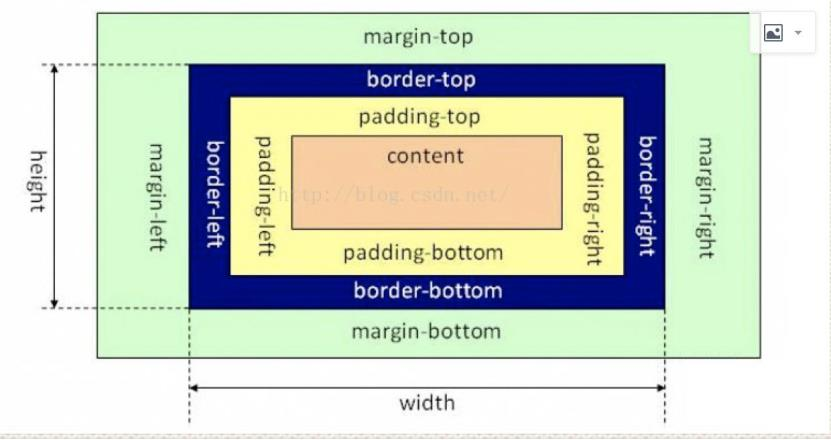 margin-top
border-top
padding-top
content
height
margin-left
border-left
padding-left
http://blog.csdn.net/
padding-right
border-right
margin-right
padding-bottom
border-bottom
margin-bottom
width